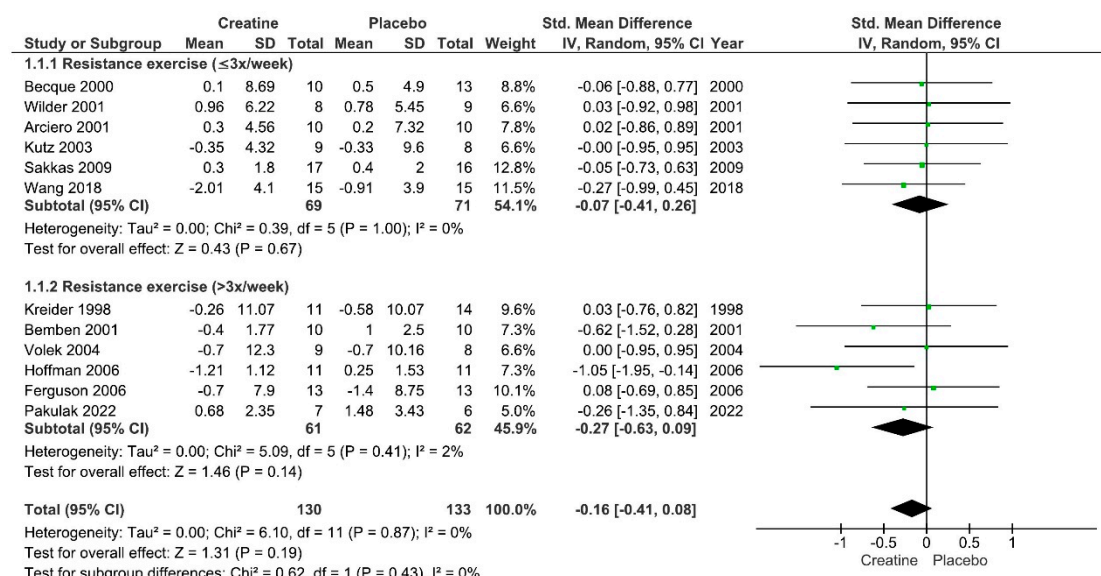 Creatine Placebo Std. Mean Difference Std. Mean Difference
Study or Subgroup Mean SD Total Mean SD Total Weight IV, Random, 95% CI Year IV, Random, 95% CI
1.1.1 Resistance exercise (≤3x/week)
Becque 2000 0.1 8.69 10 0.5 4.9 13 8.8% -0.06 [-0.88, 0.77] 2000
Wilder 2001 0.96 6.22 8 0.78 5.45 9 6.6% 0.03 [-0.92, 0.98] 2001
Arciero 2001 0.3 4.56 10 0.2 7.32 10 7.8% 0.02 [-0.86, 0.89] 2001
Kutz 2003 -0.35 4.32 9 -0.33 9.6 8 6.6% -0.00 [-0.95, 0.95] 2003
Sakkas 2009 0.3 1.8 17 0.4 2 16 12.8% -0.05 [-0.73, 0.63] 2009
Wang 2018 -2.01 4.1 15 -0.91 3.9 15 11.5% -0.27 [-0.99, 0.45] 2018
Subtotal (95% CI) 69 71 54.1% -0.07 [-0.41, 0.26]
Heterogeneity: Tau² = 0.00; Chi² = 0.39, df = 5 (P = 1.00); I² = 0%
Test for overall effect: Z = 0.43 (P = 0.67)
1.1.2 Resistance exercise (>3x/week)
Kreider 1998 -0.26 11.07 11 -0.58 10.07 14 9.6% 0.03 [-0.76, 0.82] 1998
Bemben 2001 -0.4 1.77 10 1 2.5 10 7.3% -0.62 [-1.52, 0.28] 2001
Volek 2004 -0.7 12.3 9 -0.7 10.16 8 6.6% 0.00 [-0.95, 0.95] 2004
Hoffman 2006 -1.21 1.12 11 0.25 1.53 11 7.3% -1.05 [-1.95, -0.14] 2006
Ferguson 2006 -0.7 7.9 13 -1.4 8.75 13 10.1% 0.08 [-0.69, 0.85] 2006
Pakulak 2022 0.68 2.35 7 1.48 3.43 6 5.0% -0.26 [-1.35, 0.84] 2022
Subtotal (95% CI) 61 62 45.9% -0.27 [-0.63, 0.09]
Heterogeneity: Tau² = 0.00; Chi² = 5.09, df = 5 (P = 0.41); I² = 2%
Test for overall effect: Z = 1.46 (P = 0.14)
Total (95% CI) 130 133 100.0% -0.16 [-0.41, 0.08]
Heterogeneity: Tau² = 0.00; Chi² = 6.10, df = 11 (P = 0.87); I² = 0%
Test for overall effect: Z = 1.31 (P = 0.19)
Test for subgroup differences: Chi² = 0.62, df = 1 (P = 0.43), I² = 0%
-1 -0.5 0 0.5 1
Creatine Placebo